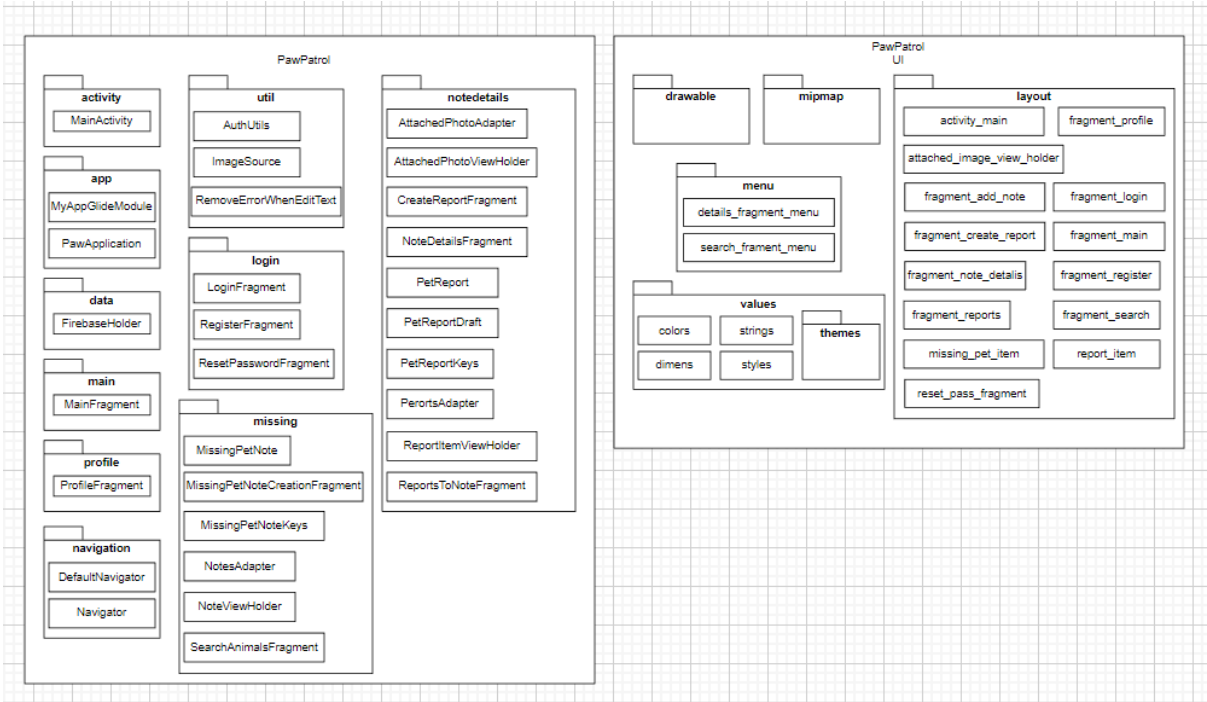 PawPatrol
activity
MainActivity
app
MyAppGlideModule
PawApplication
data
FirebaseHolder
main
MainFragment
profile
ProfileFragment
navigation
DefaultNavigator
Navigator
util
AuthUtils
ImageSource
RemoveErrorWhenEditText
login
LoginFragment
RegisterFragment
ResetPasswordFragment
missing
MissingPetNote
MissingPetNoteCreationFragment
MissingPetNoteKeys
NotesAdapter
NoteViewHolder
SearchAnimalsFragment
notedetails
AttachedPhotoAdapter
AttachedPhotoViewHolder
CreateReportFragment
NoteDetailsFragment
PetReport
PetReportDraft
PetReportKeys
PerortsAdapter
ReportItemViewHolder
ReportsToNoteFragment
PawPatrol
UI
drawable
mipmap
menu
details_fragment_menu
search_frament_menu
values
colors
strings
dimens
styles
themes
layout
activity_main
fragment_profile
attached_image_view_holder
fragment_add_note
fragment_login
fragment_create_report
fragment_main
fragment_note_detalis
fragment_register
fragment_reports
fragment_search
missing_pet_item
report_item
reset_pass_fragment